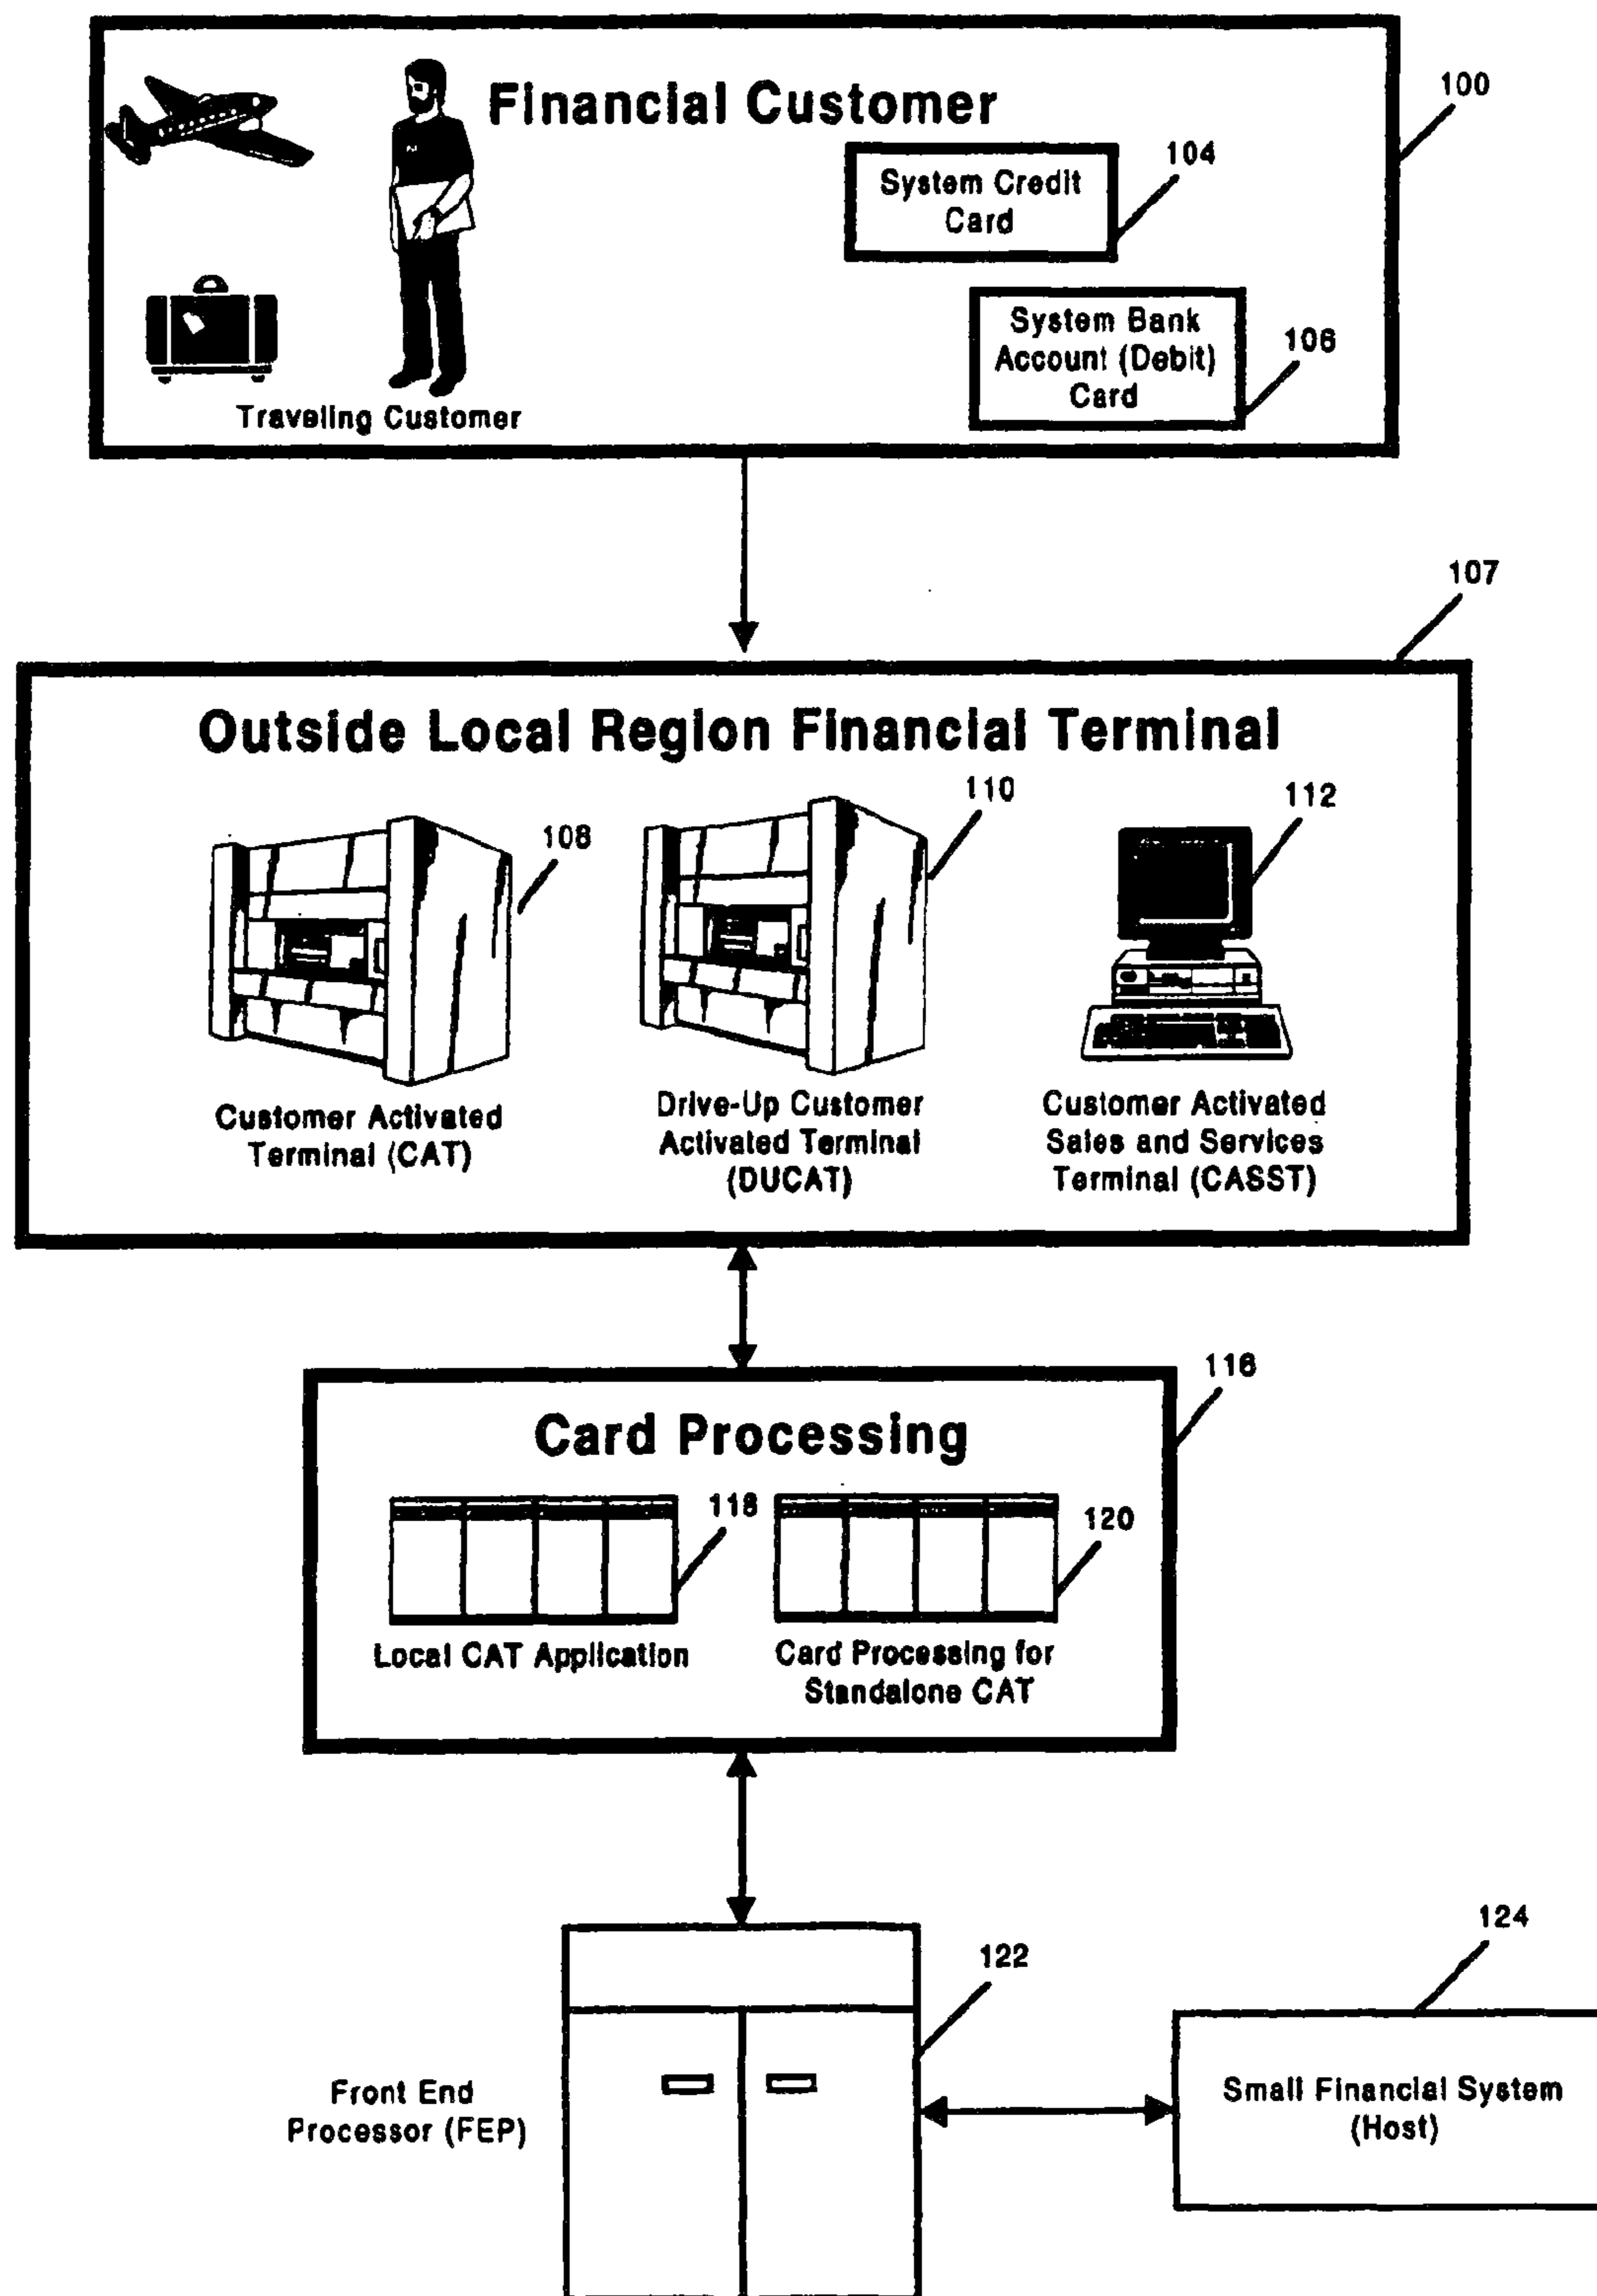 Financial Customer
100
104
System Credit
Card
System Bank
Account (Debit)
Card
106
Traveling Customer
107
Outside Local Region Financial Terminal
108
110
112
Customer Activated
Terminal (CAT)
Drive-Up Customer
Activated Terminal
(DUCAT)
Customer Activated
Sales and Services
Terminal (CASST)
116
Card Processing
118
120
Local CAT Application
Card Processing for
Standalone CAT
122
124
Front End
Processor (FEP)
Small Financial System
(Host)